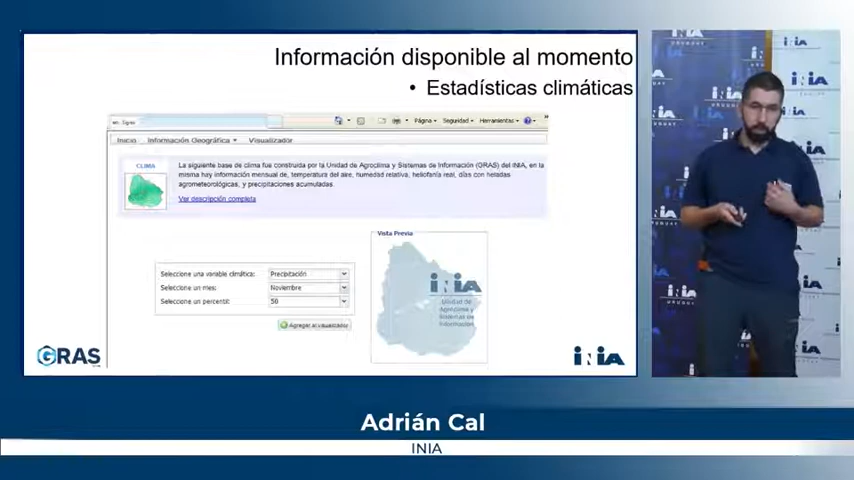 Información disponible al momento
• Estadísticas climáticas
Página
Seguridad
Herramientas
Inicio
Información Geográfica
Visualizador
CLIMA
La siguiente base de clima fue construida por la Unidad de Agroclima y Sistemas de Información (GRAS) del INIA, en la
misma hay información mensual de, temperatura del aire, humedad relativa, heliofanía real, días con heladas
agrometeorológicas, y precipitaciones acumuladas.
Ver descripción completa
Vista Previa
Seleccione una variable climática: Precipitación
Seleccione un mes: Noviembre
Seleccione un percentil: 50
Agregar al visualizador
INIA
Unidad de
Agroclima y
Sistemas de
Información
GRAS
INIA
INIA
URUGUAY
Adrián Cal
INIA